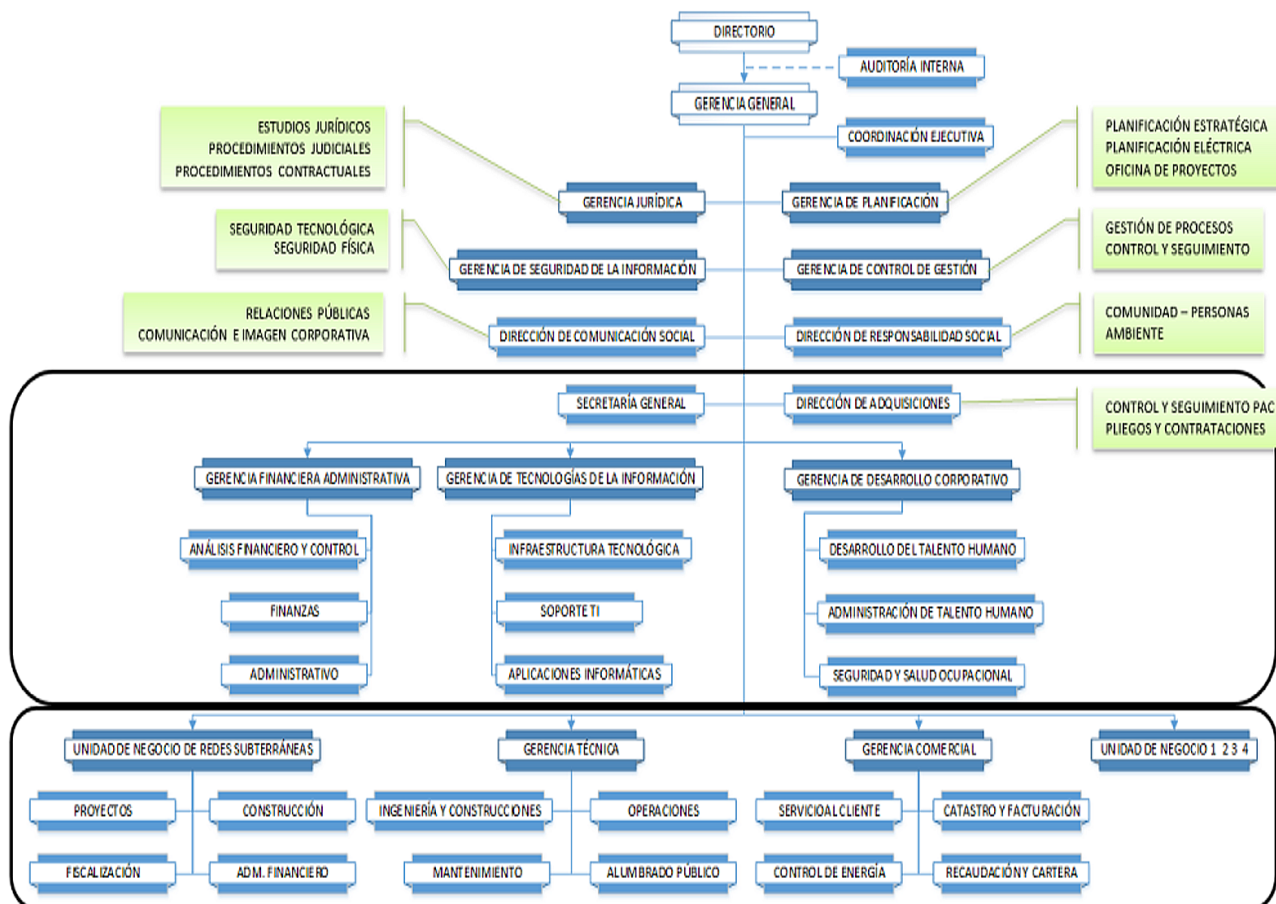 DIRECTORIO
AUDITORÍA INTERNA
GERENCIA GENERAL
COORDINACIÓN EJECUTIVA
ESTUDIOS JURÍDICOS
PROCEDIMIENTOS JUDICIALES
PROCEDIMIENTOS CONTRACTUALES
PLANIFICACIÓN ESTRATÉGICA
PLANIFICACIÓN ELÉCTRICA
OFICINA DE PROYECTOS
GERENCIA JURÍDICA
GERENCIA DE PLANIFICACIÓN
SEGURIDAD TECNOLÓGICA
SEGURIDAD FÍSICA
GESTIÓN DE PROCESOS
CONTROL Y SEGUIMIENTO
GERENCIA DE SEGURIDAD DE LA INFORMACIÓN
GERENCIA DE CONTROL DE GESTIÓN
RELACIONES PÚBLICAS
COMUNICACIÓN E IMAGEN CORPORATIVA
COMUNIDAD – PERSONAS
AMBIENTE
DIRECCIÓN DE COMUNICACIÓN SOCIAL
DIRECCIÓN DE RESPONSABILIDAD SOCIAL
SECRETARÍA GENERAL
DIRECCIÓN DE ADQUISICIONES
CONTROL Y SEGUIMIENTO PAC
PLIEGOS Y CONTRATACIONES
GERENCIA FINANCIERA ADMINISTRATIVA
GERENCIA DE TECNOLOGÍAS DE LA INFORMACIÓN
GERENCIA DE DESARROLLO CORPORATIVO
ANÁLISIS FINANCIERO Y CONTROL
INFRAESTRUCTURA TECNOLÓGICA
DESARROLLO DEL TALENTO HUMANO
FINANZAS
SOPORTE TI
ADMINISTRACIÓN DE TALENTO HUMANO
ADMINISTRATIVO
APLICACIONES INFORMÁTICAS
SEGURIDAD Y SALUD OCUPACIONAL
UNIDAD DE NEGOCIO DE REDES SUBTERRÁNEAS
GERENCIA TÉCNICA
GERENCIA COMERCIAL
UNIDAD DE NEGOCIO 1 2 3 4
PROYECTOS
CONSTRUCCIÓN
INGENIERÍA Y CONSTRUCCIONES
OPERACIONES
SERVICIO AL CLIENTE
CATASTRO Y FACTURACIÓN
FISCALIZACIÓN
ADM. FINANCIERO
MANTENIMIENTO
ALUMBRADO PÚBLICO
CONTROL DE ENERGÍA
RECAUDACIÓN Y CARTERA